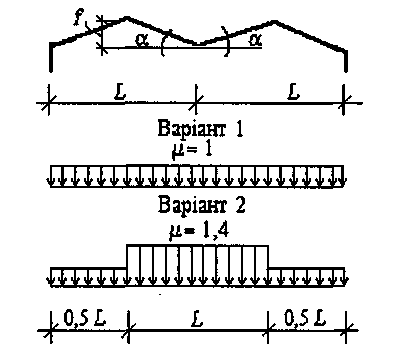 f
α α
L L
Варіант 1
μ = 1
Варіант 2
μ = 1,4
0,5 L L 0,5 L